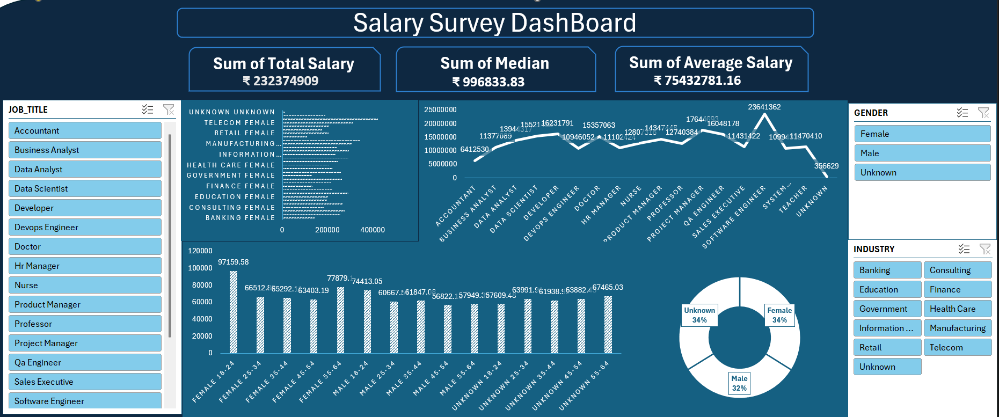 Salary Survey DashBoard
Sum of Total Salary
₹ 232374909
Sum of Median
₹ 996833.83
Sum of Average Salary
₹ 75432781.16
JOB_TITLE
Accountant
Business Analyst
Data Analyst
Data Scientist
Developer
Devops Engineer
Doctor
Hr Manager
Nurse
Product Manager
Professor
Project Manager
Qa Engineer
Sales Executive
Software Engineer
UNKNOWN UNKNOWN
TELECOM FEMALE
RETAIL FEMALE
MANUFACTURING...
INFORMATION...
HEALTH CARE FEMALE
GOVERNMENT FEMALE
FINANCE FEMALE
EDUCATION FEMALE
CONSULTING FEMALE
BANKING FEMALE
0 200000 400000
25000000
20000000
15000000
10000000
5000000
0
6412530
11377089
13944317
16231791
10946052
15357063
14347448
12740384
16048178
11431422
23641362
11470410
356629
ACCOUNTANT
BUSINESS ANALYST
DATA ANALYST
DATA SCIENTIST
DEVELOPER
DEVOPS ENGINEER
DOCTOR
HR MANAGER
NURSE
PRODUCT MANAGER
PROFESSOR
PROJECT MANAGER
QA ENGINEER
SALES EXECUTIVE
SOFTWARE ENGINEER
SYSTEM...
TEACHER
UNKNOWN
120000
100000
80000
60000
40000
20000
0
97159.58
63403.19
74413.05
67465.03
FEMALE 18-24
FEMALE 25-34
FEMALE 35-44
FEMALE 45-54
FEMALE 55-64
MALE 18-24
MALE 25-34
MALE 35-44
MALE 45-54
MALE 55-64
UNKNOWN 18-24
UNKNOWN 25-34
UNKNOWN 35-44
UNKNOWN 45-54
UNKNOWN 55-64
Unknown
34%
Female
34%
Male
32%
GENDER
Female
Male
Unknown
INDUSTRY
Banking Consulting
Education Finance
Government Health Care
Information ... Manufacturing
Retail Telecom
Unknown